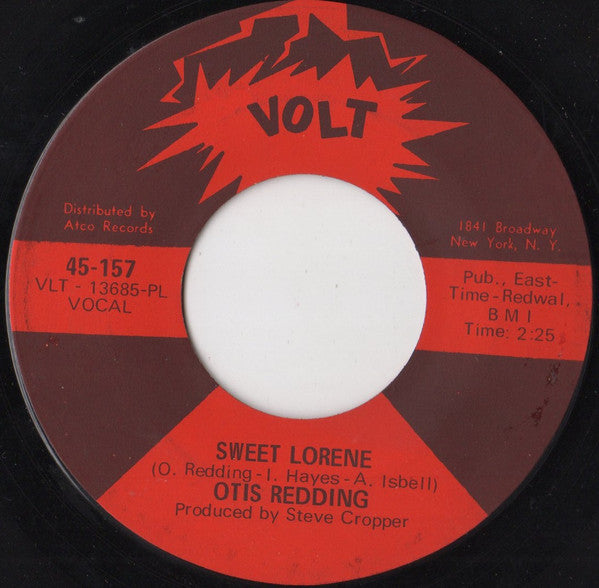 VOLT
Distributed by
Atco Records
1841 Broadway
New York, N. Y.
45-157
VLT - 13685-PL
VOCAL
Pub., East-
Time-Redwal,
B M I
Time: 2:25
SWEET LORENE
(O. Redding-I. Hayes-A. Isbell)
OTIS REDDING
Produced by Steve Cropper